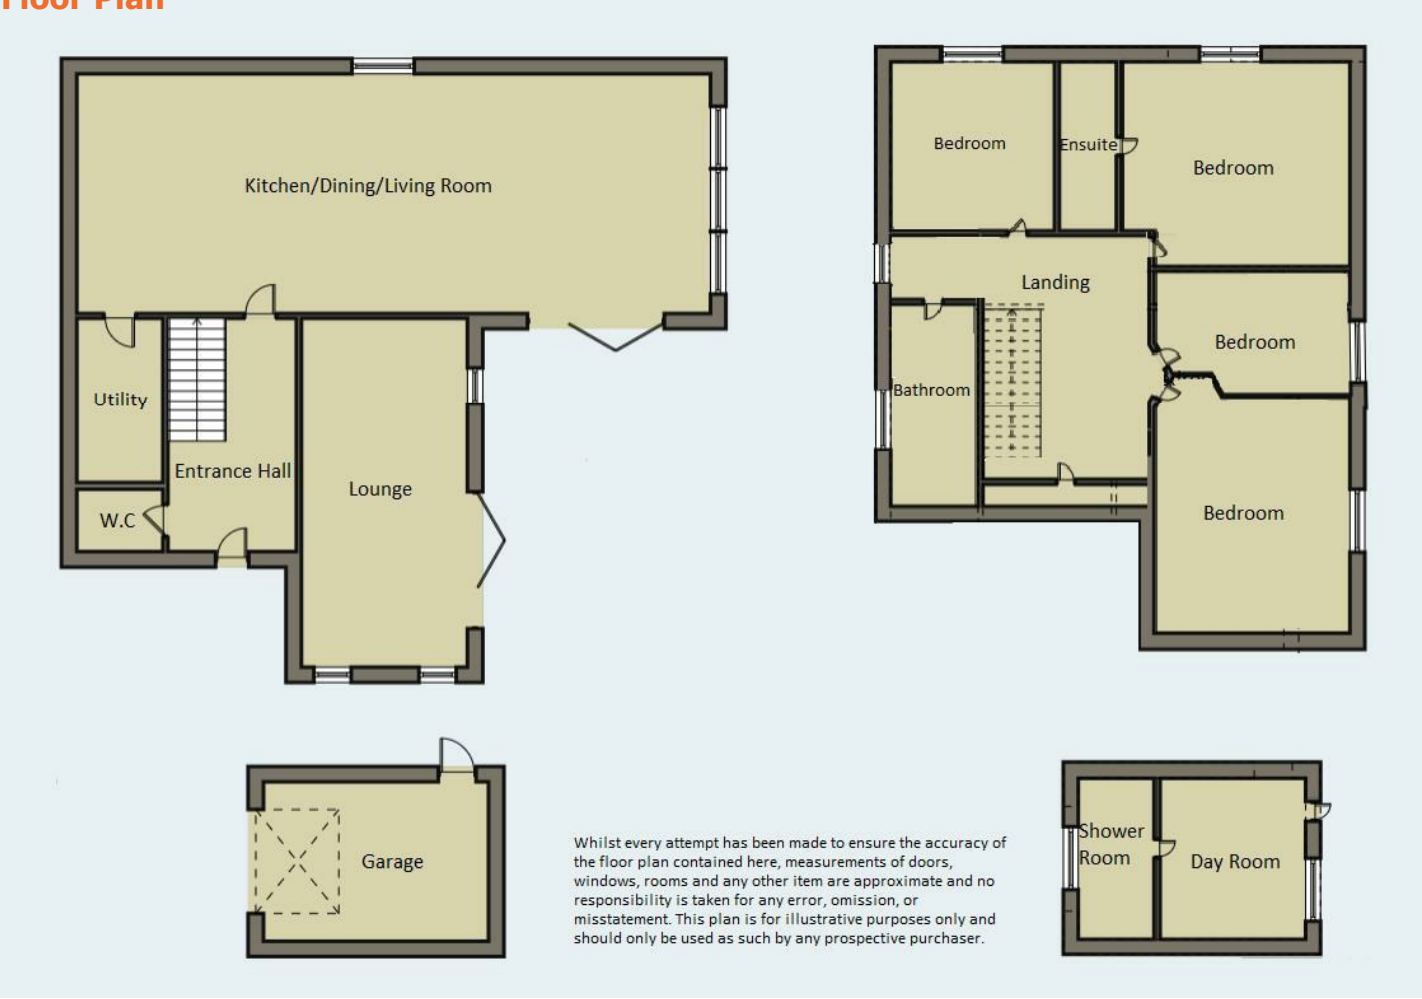 Floor Plan
Kitchen/Dining/Living Room
Utility
Entrance Hall
W.C
Lounge
Bedroom
Ensuite
Bedroom
Landing
Bedroom
Bathroom
Bedroom
Garage
Whilst every attempt has been made to ensure the accuracy of
the floor plan contained here, measurements of doors,
windows, rooms and any other item are approximate and no
responsibility is taken for any error, omission, or
misstatement. This plan is for illustrative purposes only and
should only be used as such by any prospective purchaser.
Shower
Room
Day Room